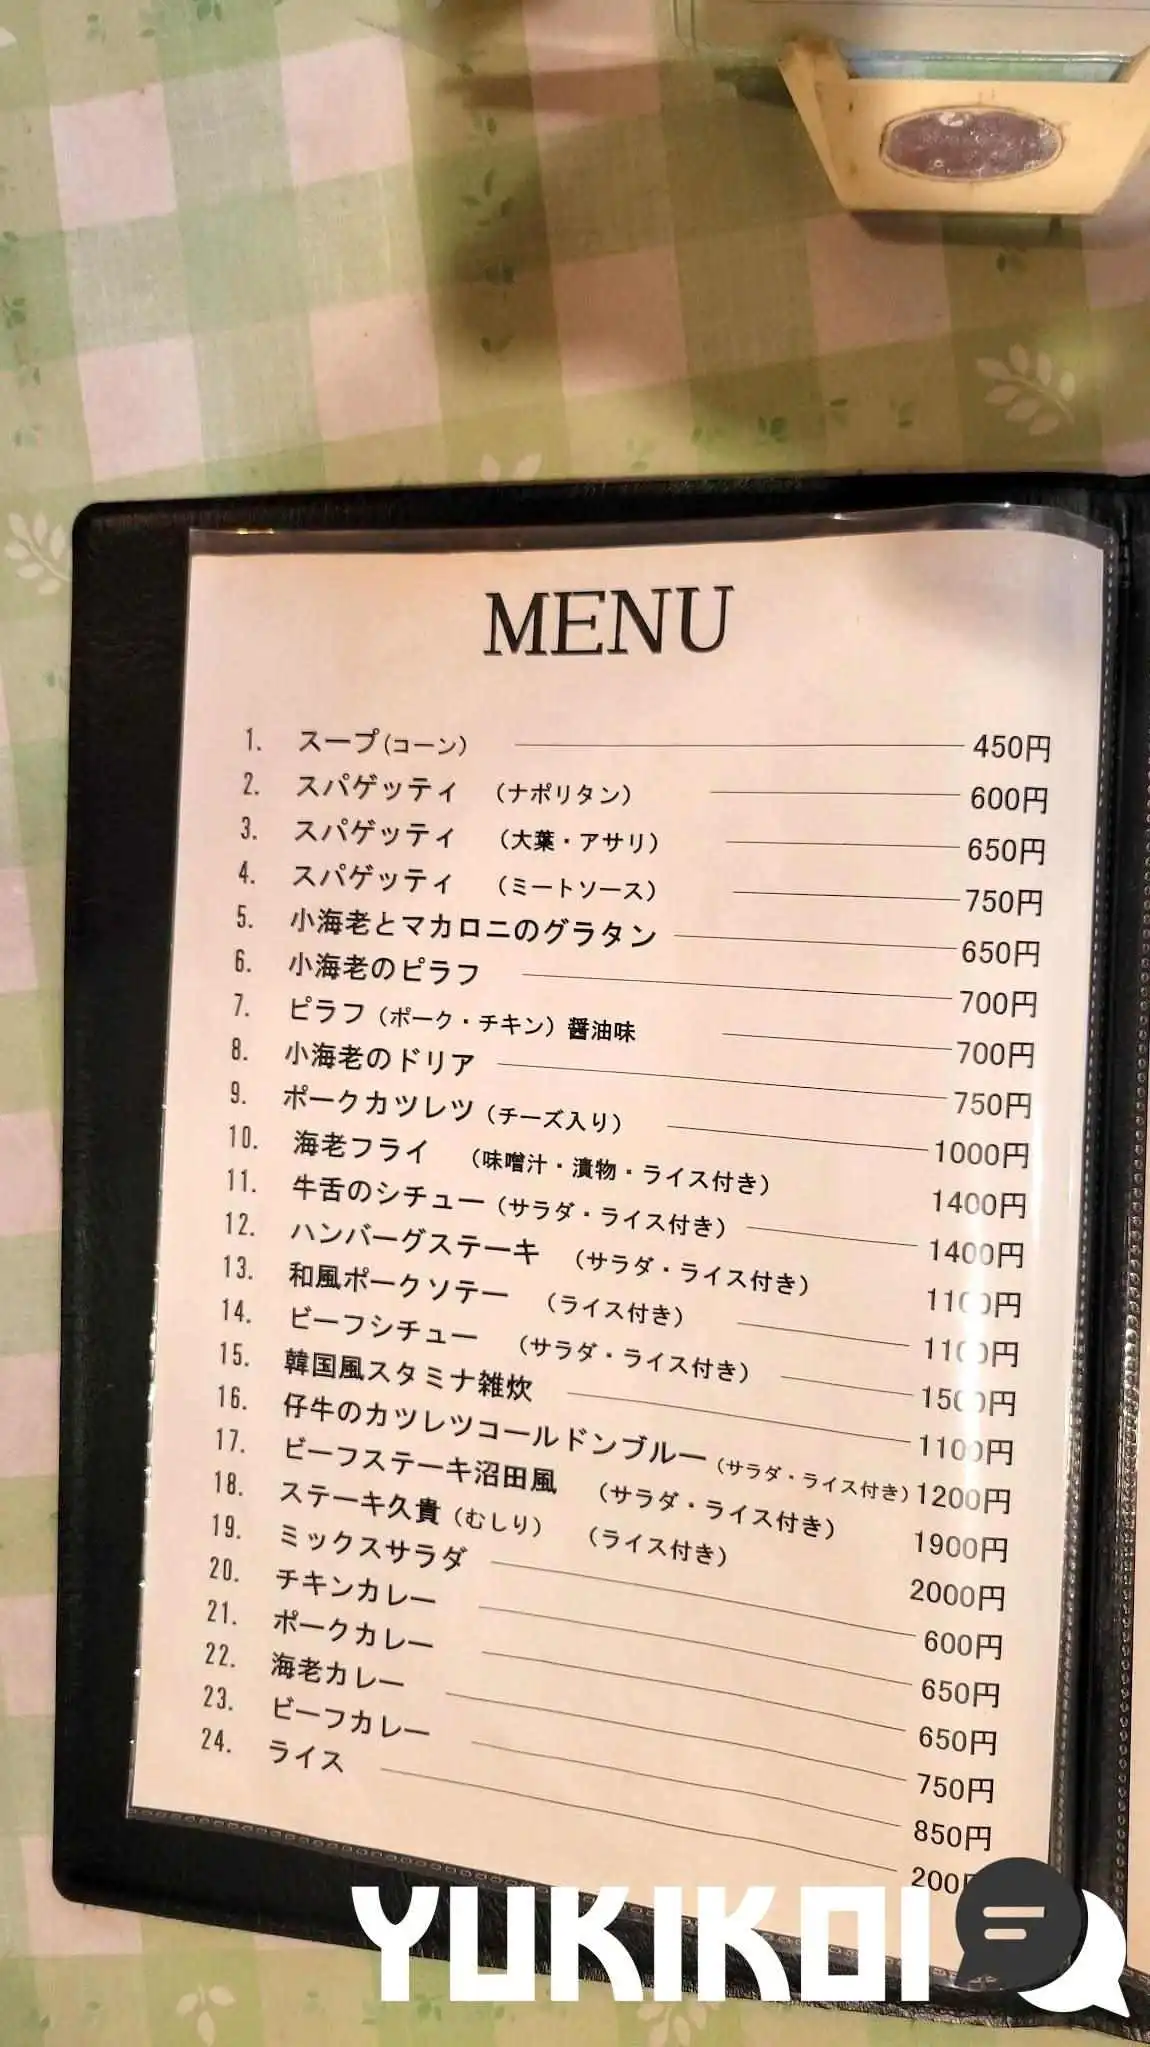 MENU
1. スープ(コーン) 450円
2. スパゲッティ (ナポリタン) 600円
3. スパゲッティ (大葉・アサリ) 650円
4. スパゲッティ (ミートソース) 750円
5. 小海老とマカロニのグラタン 650円
6. 小海老のピラフ 700円
7. ピラフ(ポーク・チキン)醤油味 700円
8. 小海老のドリア 750円
9. ポークカツレツ(チーズ入り) 1000円
10. 海老フライ (味噌汁・漬物・ライス付き) 1400円
11. 牛舌のシチュー(サラダ・ライス付き) 1400円
12. ハンバーグステーキ (サラダ・ライス付き) 1100円
13. 和風ポークソテー (ライス付き) 1100円
14. ビーフシチュー (サラダ・ライス付き) 1500円
15. 韓国風スタミナ雑炊 1100円
16. 仔牛のカツレツコールドンブルー(サラダ・ライス付き) 1200円
17. ビーフステーキ沼田風 (サラダ・ライス付き) 1900円
18. ステーキ久貴(むしり) (ライス付き) 2000円
19. ミックスサラダ 600円
20. チキンカレー 650円
21. ポークカレー 650円
22. 海老カレー 750円
23. ビーフカレー 850円
24. ライス 200円
YUKIKOI